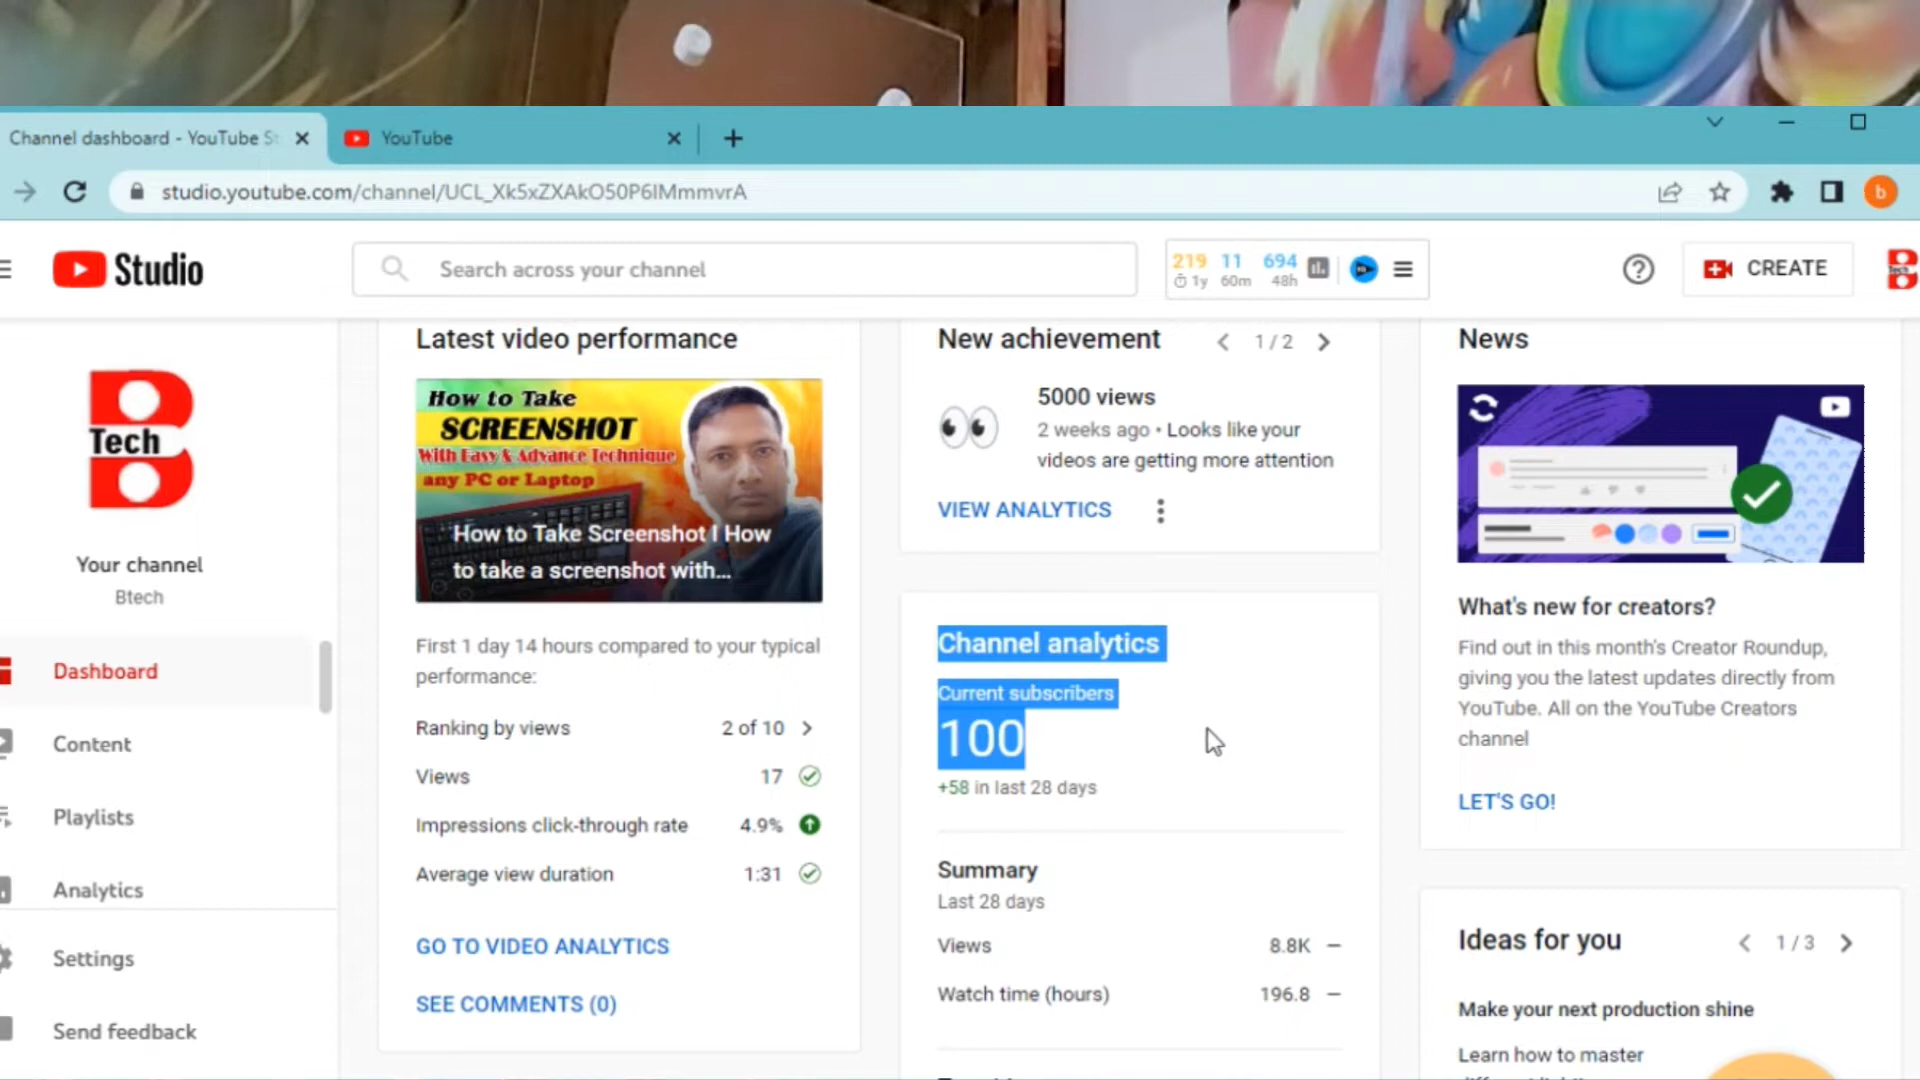 Channel dashboard - YouTube St
YouTube
studio.youtube.com/channel/UCL_Xk5xZXAkO50P6IMmmvrA
Studio
Search across your channel
219 11 694
1y 60m 48h
CREATE
B
Tech
b
Tech
Your channel
Btech
Dashboard
Content
Playlists
Analytics
Settings
Send feedback
Latest video performance
How to Take
SCREENSHOT
With Easy & Advance Technique
any PC or Laptop
How to Take Screenshot I How
to take a screenshot with...
First 1 day 14 hours compared to your typical
performance:
Ranking by views 2 of 10
Views 17
Impressions click-through rate 4.9%
Average view duration 1:31
GO TO VIDEO ANALYTICS
SEE COMMENTS (0)
New achievement 1 / 2
5000 views
2 weeks ago • Looks like your
videos are getting more attention
VIEW ANALYTICS
Channel analytics
Current subscribers
100
+58 in last 28 days
Summary
Last 28 days
Views 8.8K —
Watch time (hours) 196.8 —
News
What's new for creators?
Find out in this month's Creator Roundup,
giving you the latest updates directly from
YouTube. All on the YouTube Creators
channel
LET'S GO!
Ideas for you 1 / 3
Make your next production shine
Learn how to master